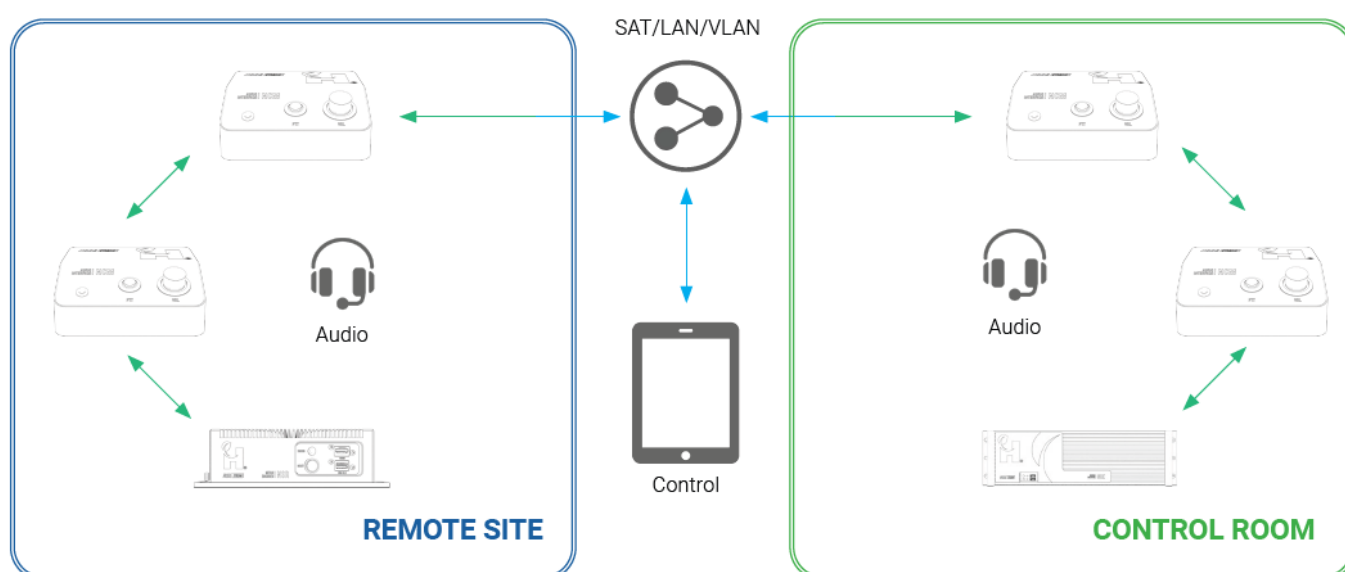 SAT/LAN/VLAN
Audio
Audio
Control
REMOTE SITE
CONTROL ROOM